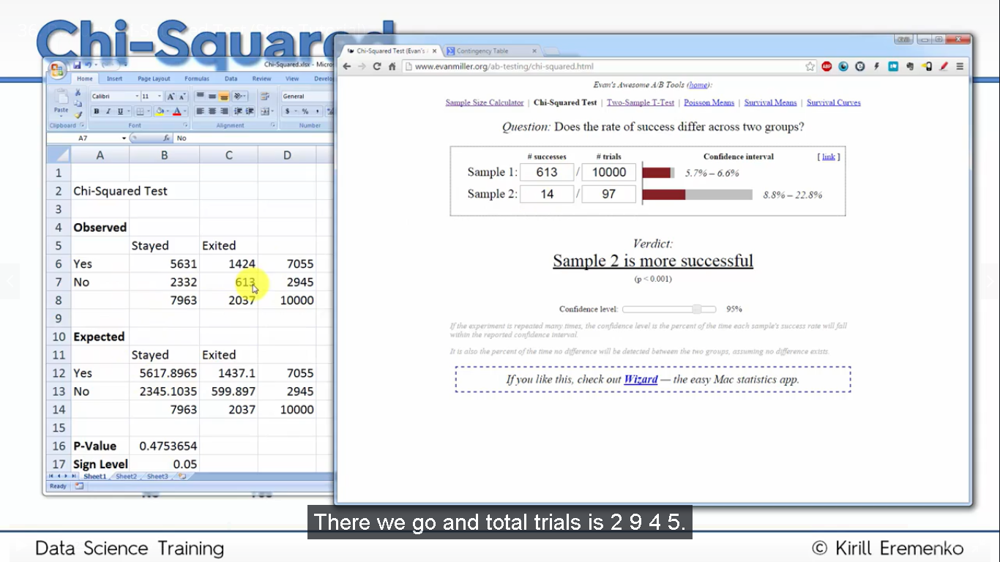 Chi-Squared
Chi-Squared.xlsx - Micros
Home Insert Page Layout Formulas Data Review View Develo
Paste
Calibri 11
General
Clipboard Font Alignment Number
A7 fx No
A B C D
1
2 Chi-Squared Test
3
4 Observed
5 Stayed Exited
6 Yes 5631 1424 7055
7 No 2332 613 2945
8 7963 2037 10000
9
10 Expected
11 Stayed Exited
12 Yes 5617.8965 1437.1 7055
13 No 2345.1035 599.897 2945
14 7963 2037 10000
15
16 P-Value 0.4753654
17 Sign Level 0.05
Sheet1 Sheet2 Sheet3
Ready
Chi-Squared Test (Evan's Contingency Table
www.evanmiller.org/ab-testing/chi-squared.html
Evan's Awesome A/B Tools (home):
Sample Size Calculator | Chi-Squared Test | Two-Sample T-Test | Poisson Means | Survival Means | Survival Curves
Question: Does the rate of success differ across two groups?
# successes # trials Confidence interval [ link ]
Sample 1: 613 / 10000 5.7% – 6.6%
Sample 2: 14 / 97 8.8% – 22.8%
Verdict:
Sample 2 is more successful
(p < 0.001)
Confidence level: 95%
If the experiment is repeated many times, the confidence level is the percent of the time each sample's success rate will fall
within the reported confidence interval.
It is also the percent of the time no difference will be detected between the two groups, assuming no difference exists.
If you like this, check out Wizard — the easy Mac statistics app.
There we go and total trials is 2 9 4 5.
Data Science Training
© Kirill Eremenko